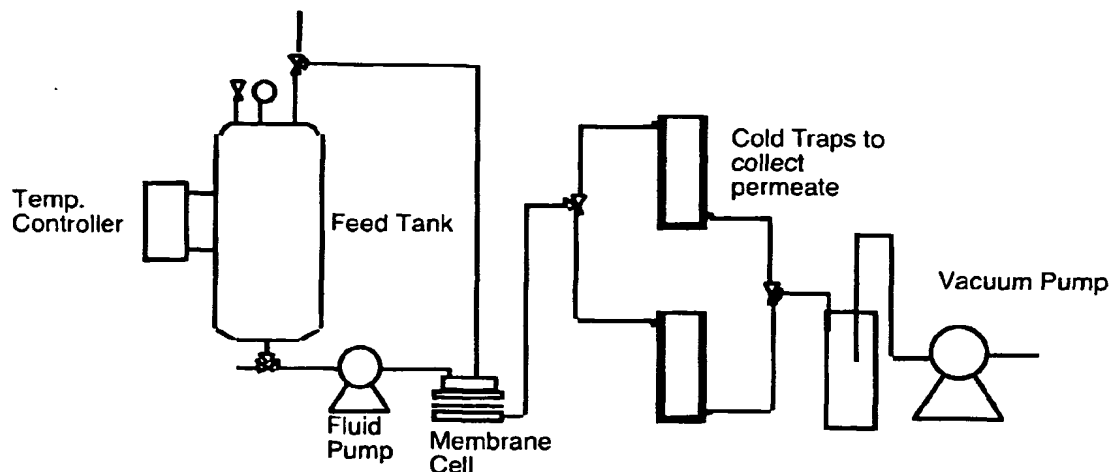 Cold Traps to
collect
permeate
Temp.
Controller
Feed Tank
Vacuum Pump
Fluid
Pump
Membrane
Cell